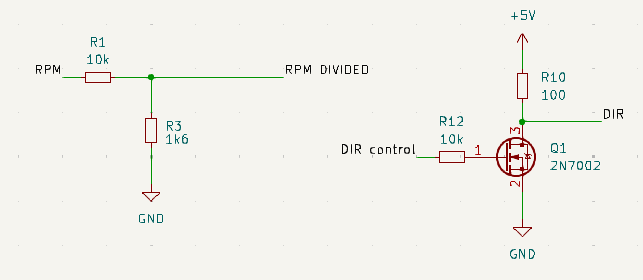 RPM
R1
10k
RPM DIVIDED
R3
1k6
GND
+5V
R10
100
DIR
R12
10k
DIR control
1
3
2
Q1
2N7002
GND